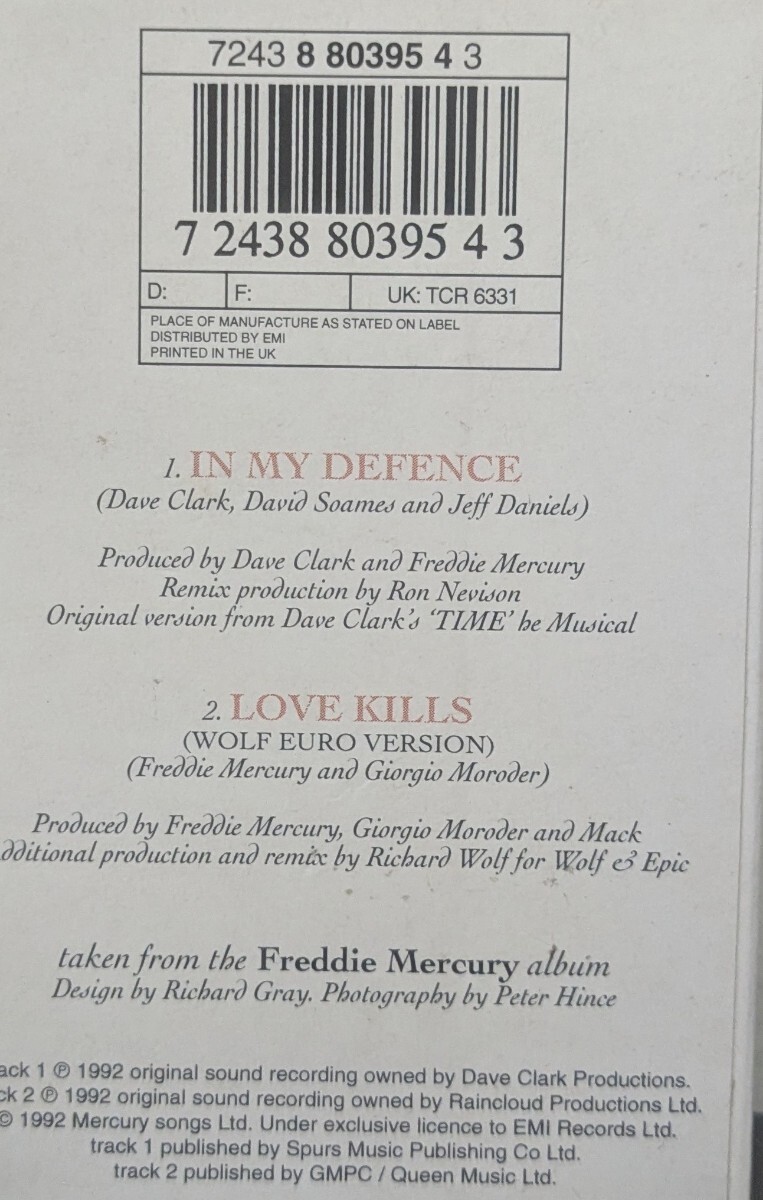 7243 8 80395 4 3
7 24388 80395 4 3
D:
F:
UK: TCR 6331
PLACE OF MANUFACTURE AS STATED ON LABEL
DISTRIBUTED BY EMI
PRINTED IN THE UK
1. IN MY DEFENCE
(Dave Clark, David Soames and Jeff Daniels)
Produced by Dave Clark and Freddie Mercury
Remix production by Ron Nevison
Original version from Dave Clark's 'TIME' he Musical
2. LOVE KILLS
(WOLF EURO VERSION)
(Freddie Mercury and Giorgio Moroder)
Produced by Freddie Mercury, Giorgio Moroder and Mack
dditional production and remix by Richard Wolf for Wolf & Epic
taken from the Freddie Mercury album
Design by Richard Gray. Photography by Peter Hince
ack 1 ℗ 1992 original sound recording owned by Dave Clark Productions.
ck 2 ℗ 1992 original sound recording owned by Raincloud Productions Ltd.
© 1992 Mercury songs Ltd. Under exclusive licence to EMI Records Ltd.
track 1 published by Spurs Music Publishing Co Ltd.
track 2 published by GMPC / Queen Music Ltd.